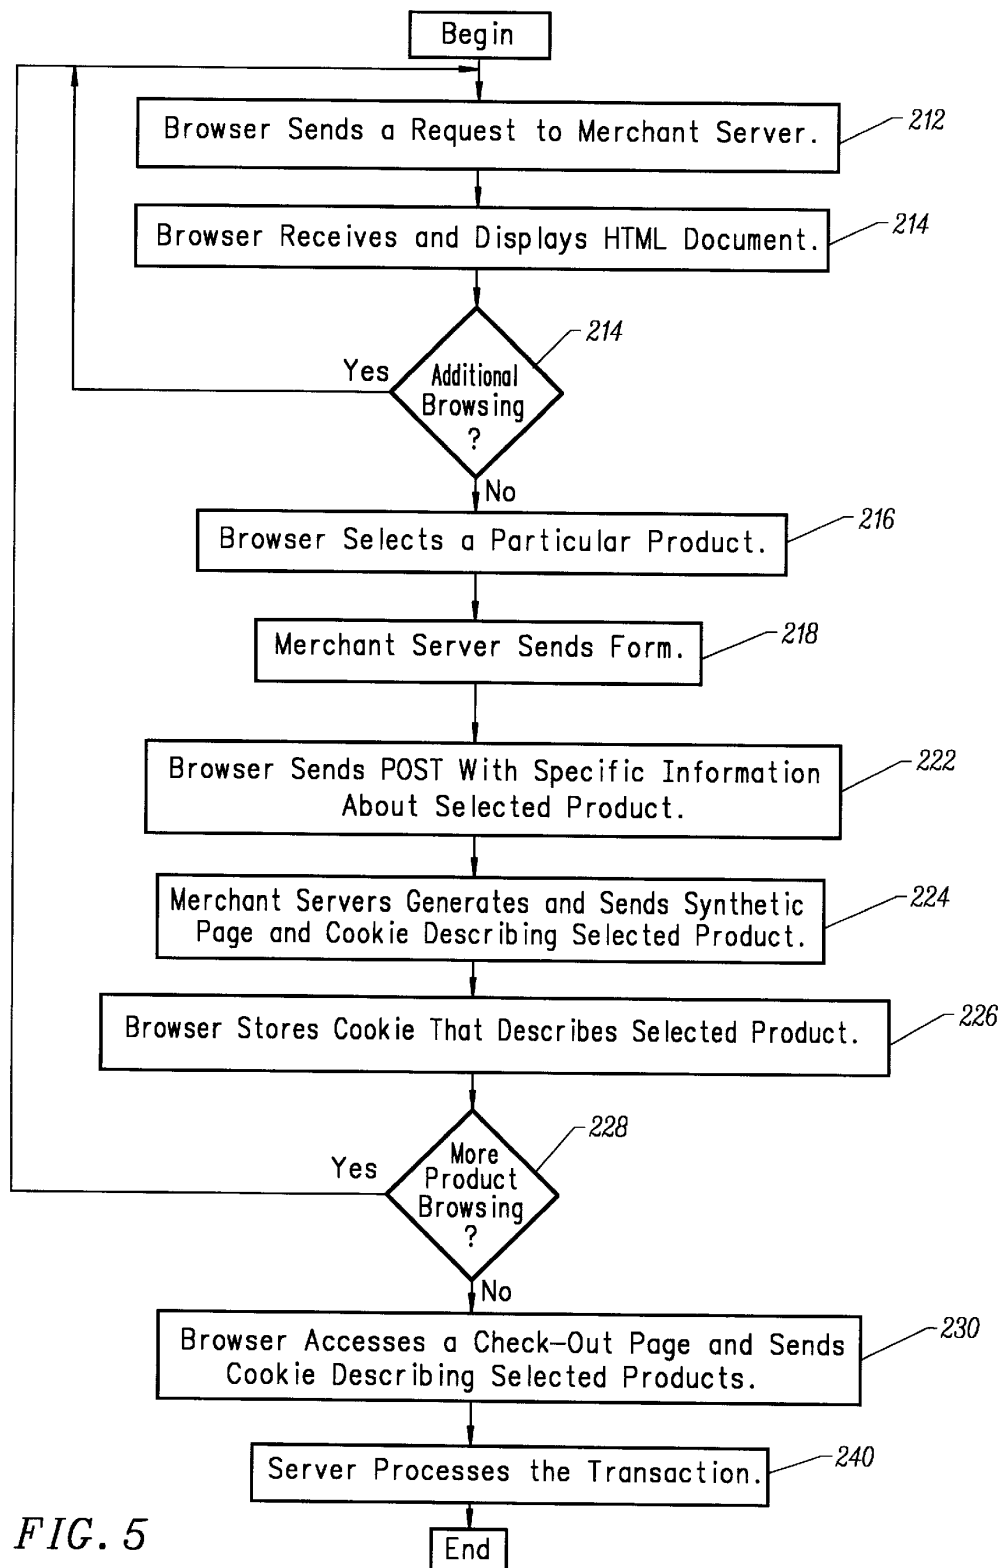 Begin
Browser Sends a Request to Merchant Server.
212
Browser Receives and Displays HTML Document.
214
214
Yes
Additional
Browsing
?
No
Browser Selects a Particular Product.
216
Merchant Server Sends Form.
218
Browser Sends POST With Specific Information
About Selected Product.
222
Merchant Servers Generates and Sends Synthetic
Page and Cookie Describing Selected Product.
224
Browser Stores Cookie That Describes Selected Product.
226
228
Yes
More
Product
Browsing
?
No
Browser Accesses a Check-Out Page and Sends
Cookie Describing Selected Products.
230
Server Processes the Transaction.
240
End
FIG. 5